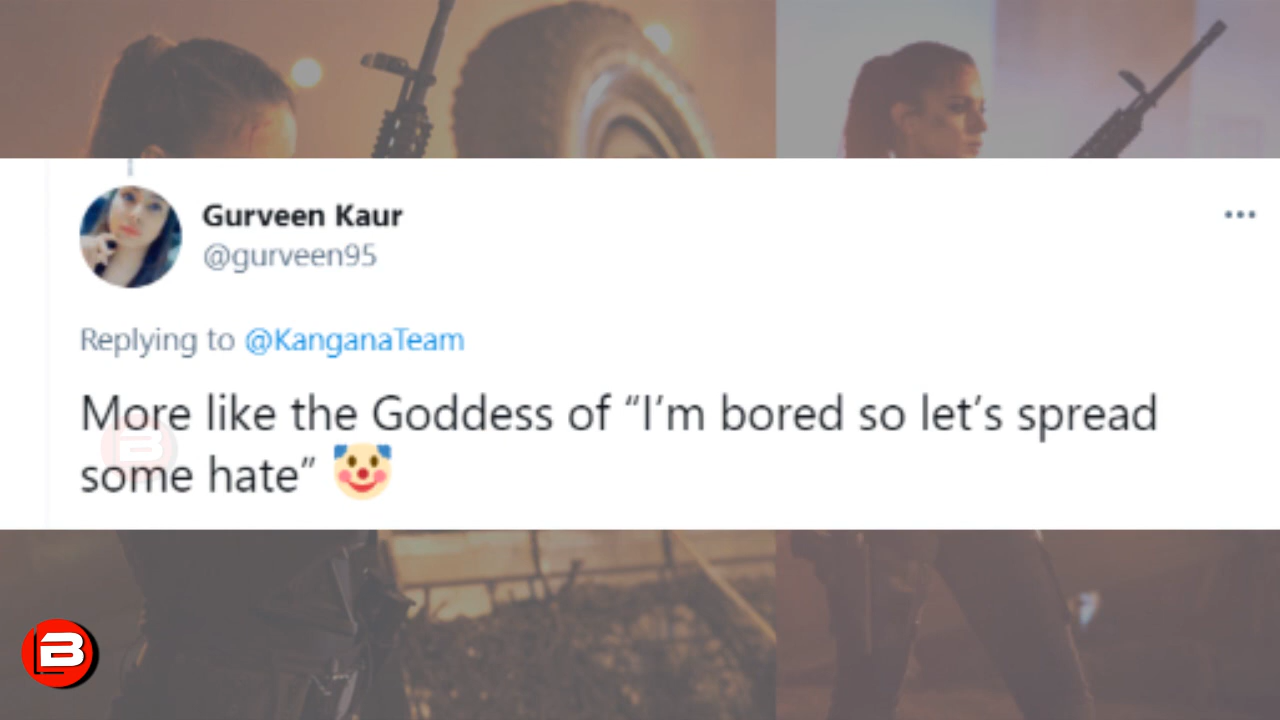 Gurveen Kaur
@gurveen95
Replying to @KanganaTeam
More like the Goddess of “I’m bored so let’s spread
some hate” 🤡
B